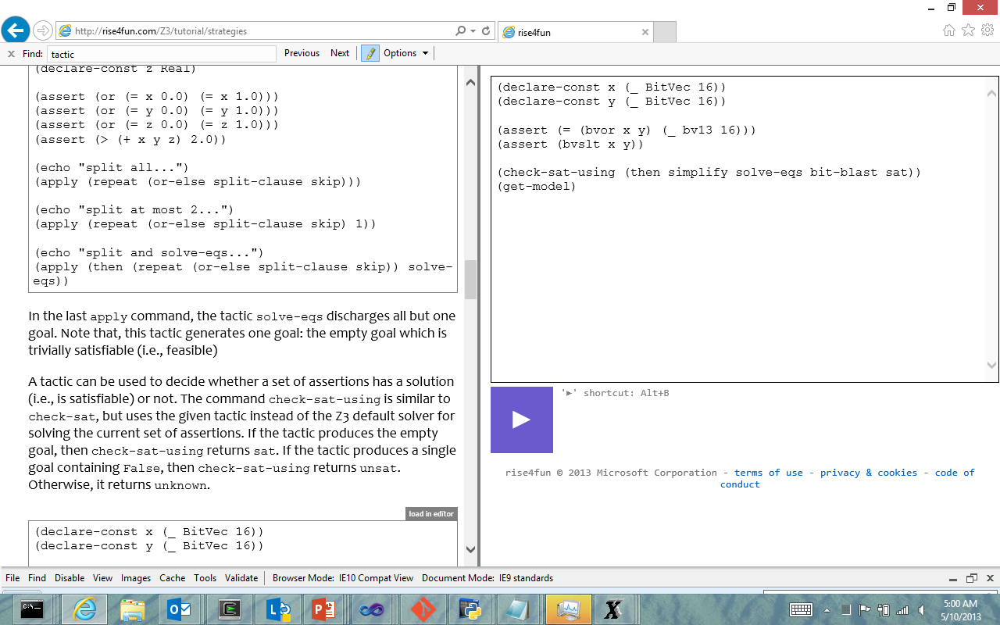 http://rise4fun.com/Z3/tutorial/strategies
rise4fun
x Find: tactic Previous Next Options
(declare-const z Real)
(assert (or (= x 0.0) (= x 1.0)))
(assert (or (= y 0.0) (= y 1.0)))
(assert (or (= z 0.0) (= z 1.0)))
(assert (> (+ x y z) 2.0))
(echo "split all...")
(apply (repeat (or-else split-clause skip)))
(echo "split at most 2...")
(apply (repeat (or-else split-clause skip) 1))
(echo "split and solve-eqs...")
(apply (then (repeat (or-else split-clause skip)) solve-
eqs))
In the last apply command, the tactic solve-eqs discharges all but one
goal. Note that, this tactic generates one goal: the empty goal which is
trivially satisfiable (i.e., feasible)
A tactic can be used to decide whether a set of assertions has a solution
(i.e., is satisfiable) or not. The command check-sat-using is similar to
check-sat, but uses the given tactic instead of the Z3 default solver for
solving the current set of assertions. If the tactic produces the empty
goal, then check-sat-using returns sat. If the tactic produces a single
goal containing False, then check-sat-using returns unsat.
Otherwise, it returns unknown.
load in editor
(declare-const x (_ BitVec 16))
(declare-const y (_ BitVec 16))
(declare-const x (_ BitVec 16))
(declare-const y (_ BitVec 16))
(assert (= (bvor x y) (_ bv13 16)))
(assert (bvslt x y))
(check-sat-using (then simplify solve-eqs bit-blast sat))
(get-model)
'►' shortcut: Alt+B
rise4fun © 2013 Microsoft Corporation - terms of use - privacy & cookies - code of
conduct
File Find Disable View Images Cache Tools Validate Browser Mode: IE10 Compat View Document Mode: IE9 standards
5:00 AM
5/10/2013